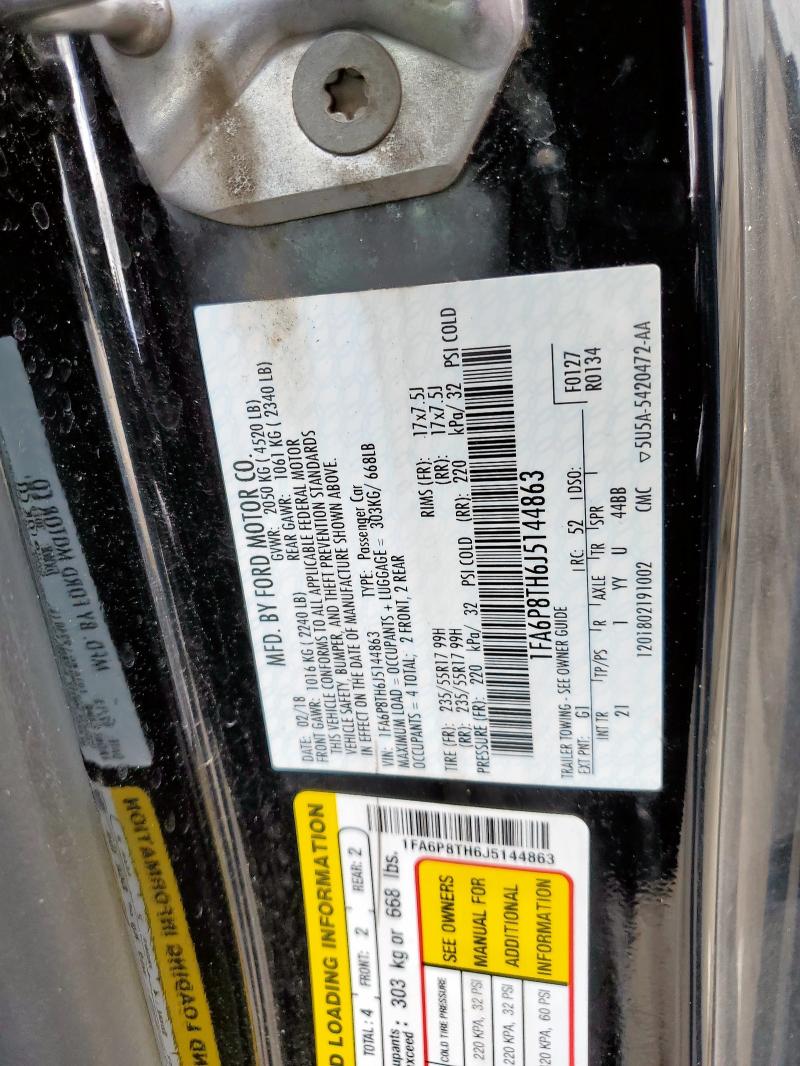 MFD. BY FORD MOTOR CO.
DATE: 02/18 GVWR: 2050 KG ( 4520 LB)
FRONT GAWR: 1016 KG ( 2240 LB) REAR GAWR: 1061 KG ( 2340 LB)
THIS VEHICLE CONFORMS TO ALL APPLICABLE FEDERAL MOTOR
VEHICLE SAFETY, BUMPER, AND THEFT PREVENTION STANDARDS
IN EFFECT ON THE DATE OF MANUFACTURE SHOWN ABOVE.
VIN: 1FA6P8TH6J5144863 TYPE: Passenger Car
MAXIMUM LOAD = OCCUPANTS + LUGGAGE = 303KG/ 668LB
OCCUPANTS = 4 TOTAL; 2 FRONT, 2 REAR
TIRE (FR): 235/55R17 99H RIMS (FR): 17x7.5J
(RR): 235/55R17 99H (RR): 17x7.5J
PRESSURE (FR): 220 kPa/ 32 PSI COLD (RR): 220 kPa/ 32 PSI COLD
1FA6P8TH6J5144863
TRAILER TOWING - SEE OWNER GUIDE
EXT PNT: G1 RC: 52 DSO: F0127
R0134
INT TR TP/PS R AXLE TR SPR
21 1 YY U 44BB
1201802191002 CMC ▽5U5A-5420472-AA
D LOADING INFORMATION
TOTAL: 4 FRONT: 2 REAR: 2
upants
exceed : 303 kg or 668 lbs.
1FA6P8TH6J5144863
COLD TIRE PRESSURE
220 KPA, 32 PSI
220 KPA, 32 PSI
20 KPA, 60 PSI
SEE OWNERS
MANUAL FOR
ADDITIONAL
INFORMATION